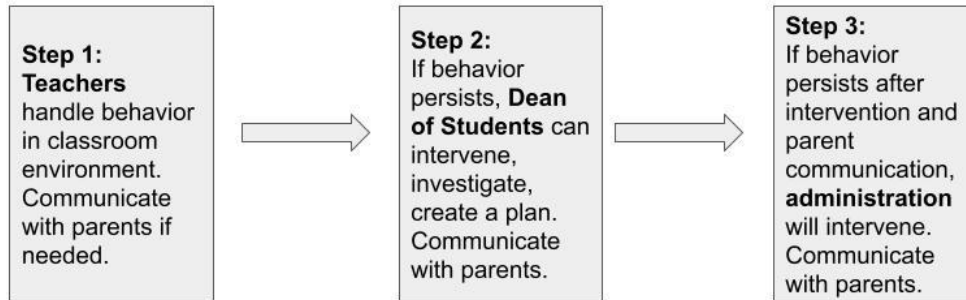 Step 1:
Teachers
handle behavior
in classroom
environment.
Communicate
with parents if
needed.
Step 2:
If behavior
persists, Dean
of Students can
intervene,
investigate,
create a plan.
Communicate
with parents.
Step 3:
If behavior
persists after
intervention and
parent
communication,
administration
will intervene.
Communicate
with parents.